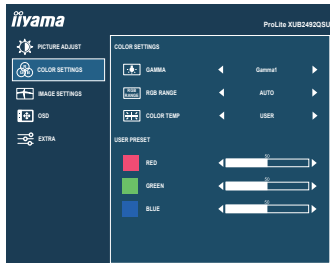 iiyama
ProLite XUB2492QSU
PICTURE ADJUST
COLOR SETTINGS
IMAGE SETTINGS
OSD
EXTRA
COLOR SETTINGS
GAMMA
Gamma1
RGB RANGE
RGB RANGE
AUTO
COLOR TEMP
USER
USER PRESET
RED
50
GREEN
50
BLUE
50